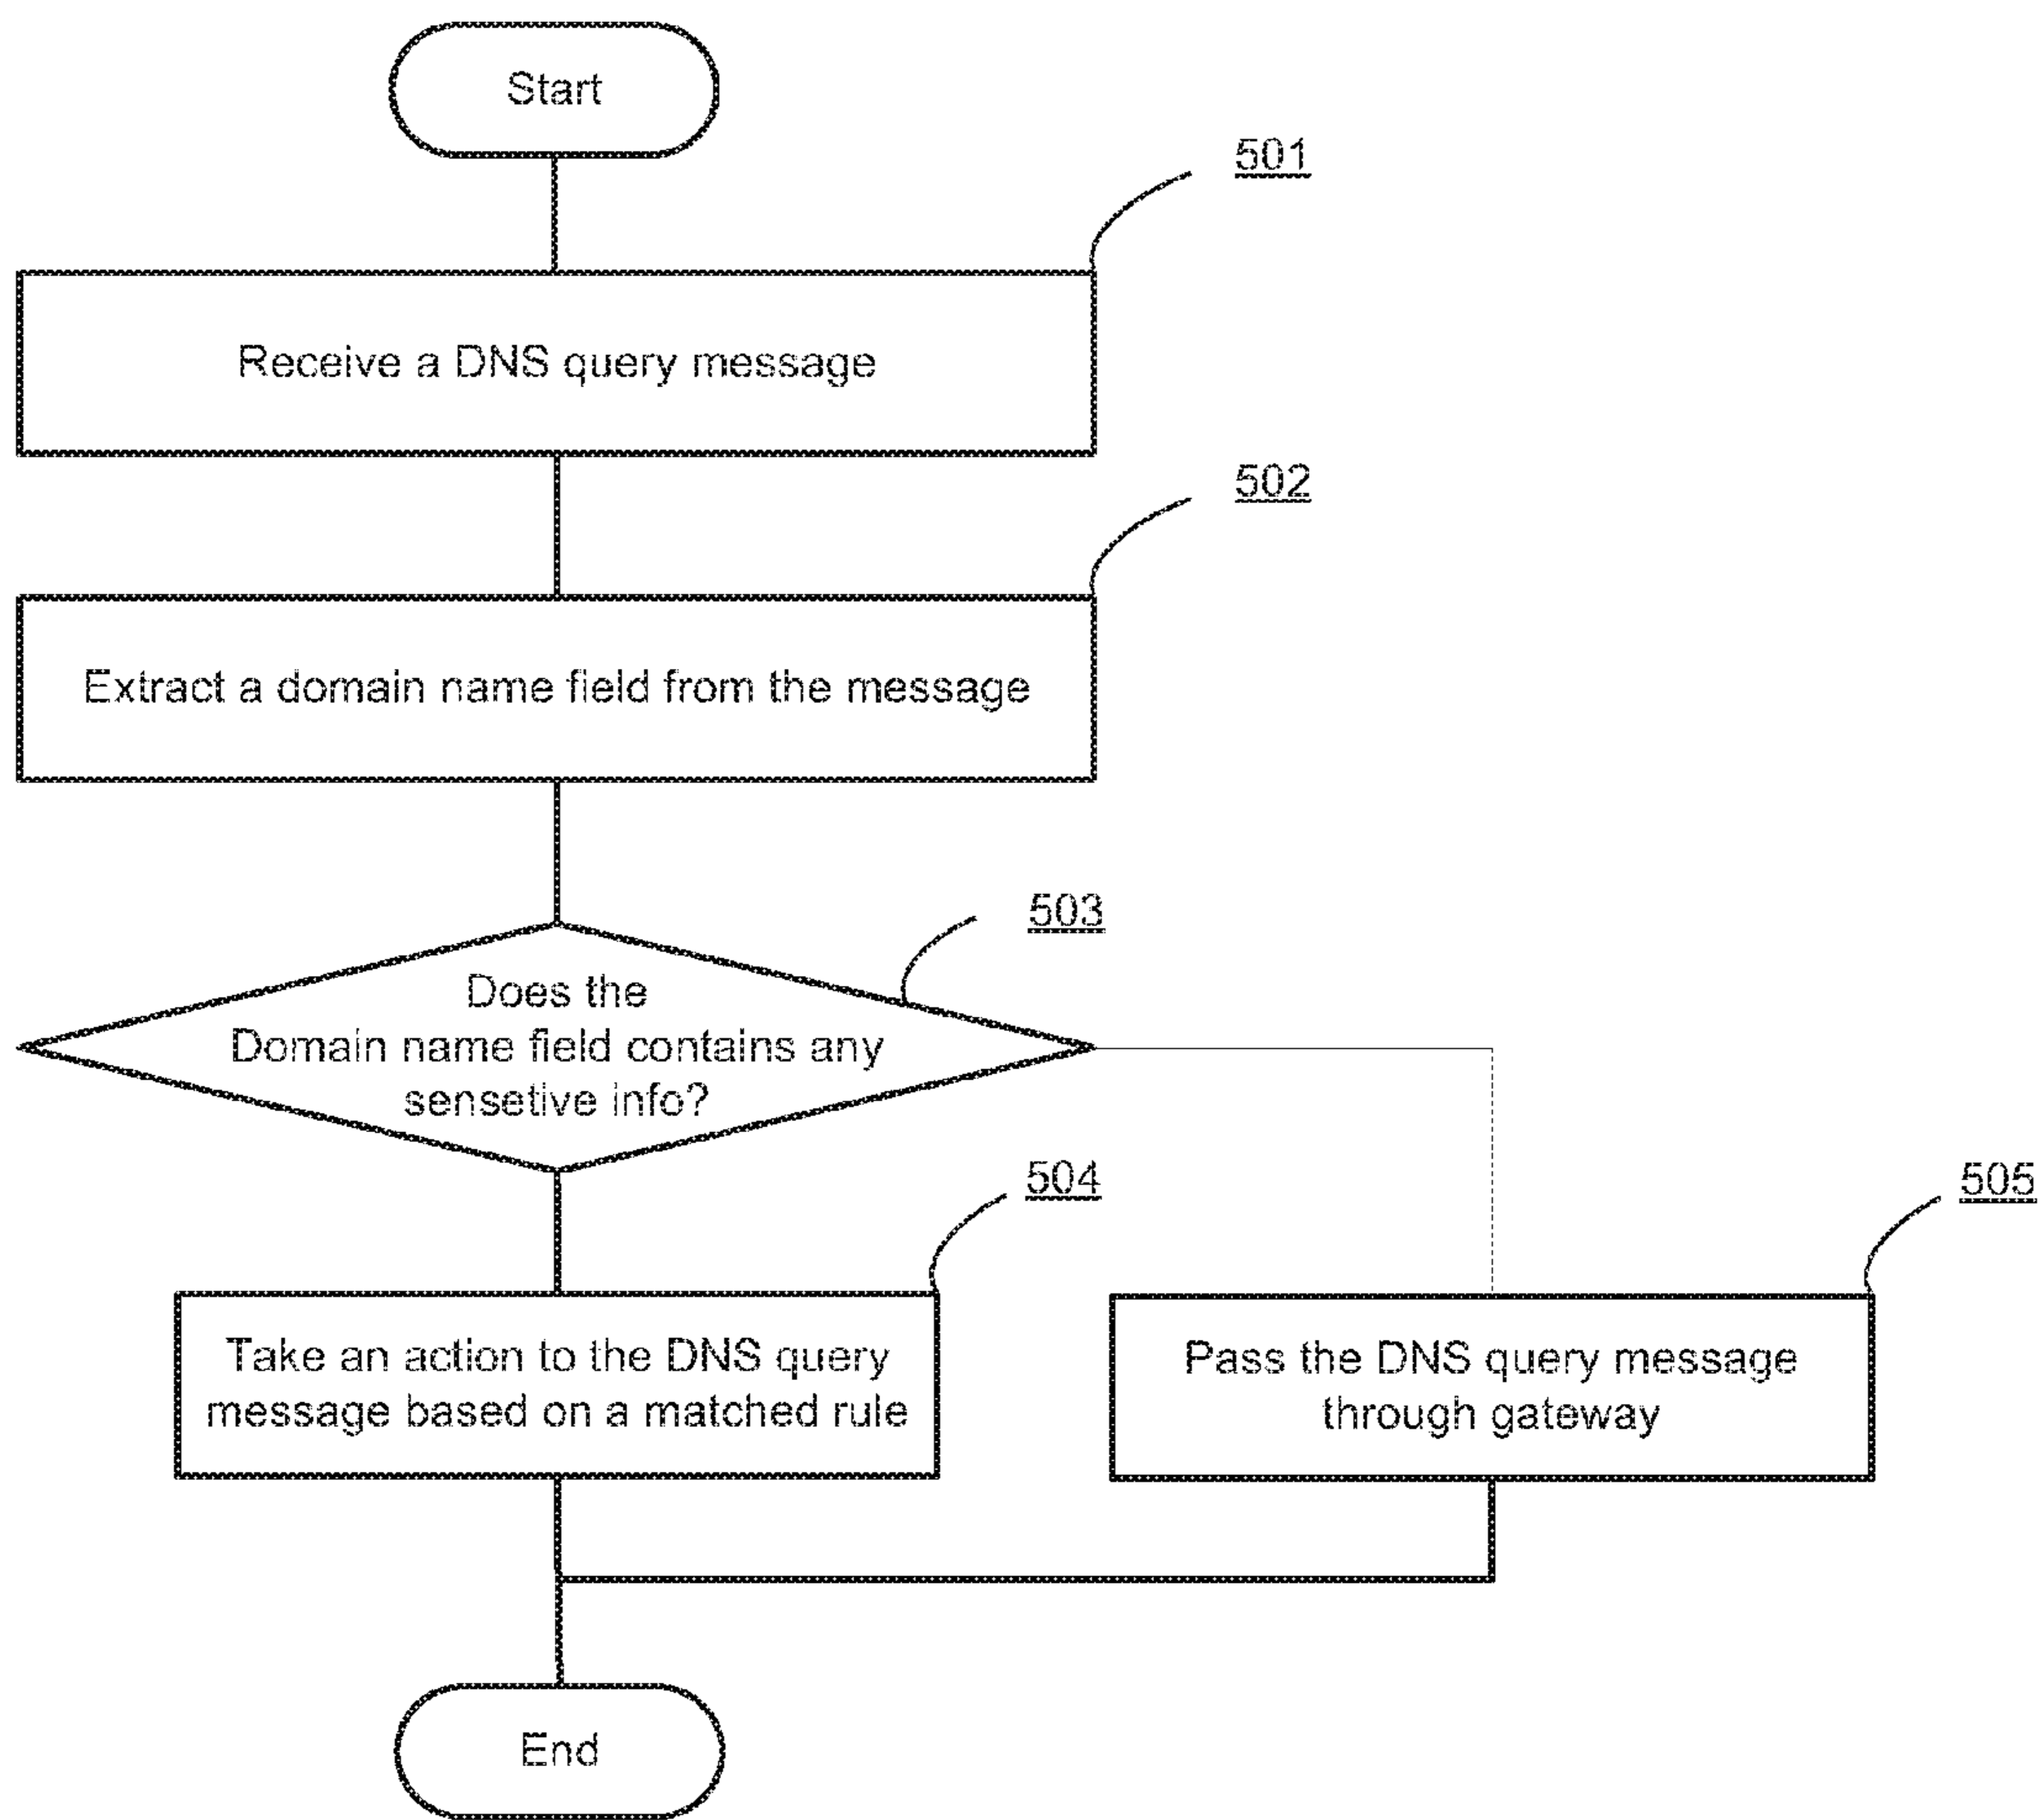 Start
501
Receive a DNS query message
502
Extract a domain name field from the message
503
Does the
Domain name field contains any
sensetive info?
504
505
Take an action to the DNS query
message based on a matched rule
Pass the DNS query message
through gateway
End